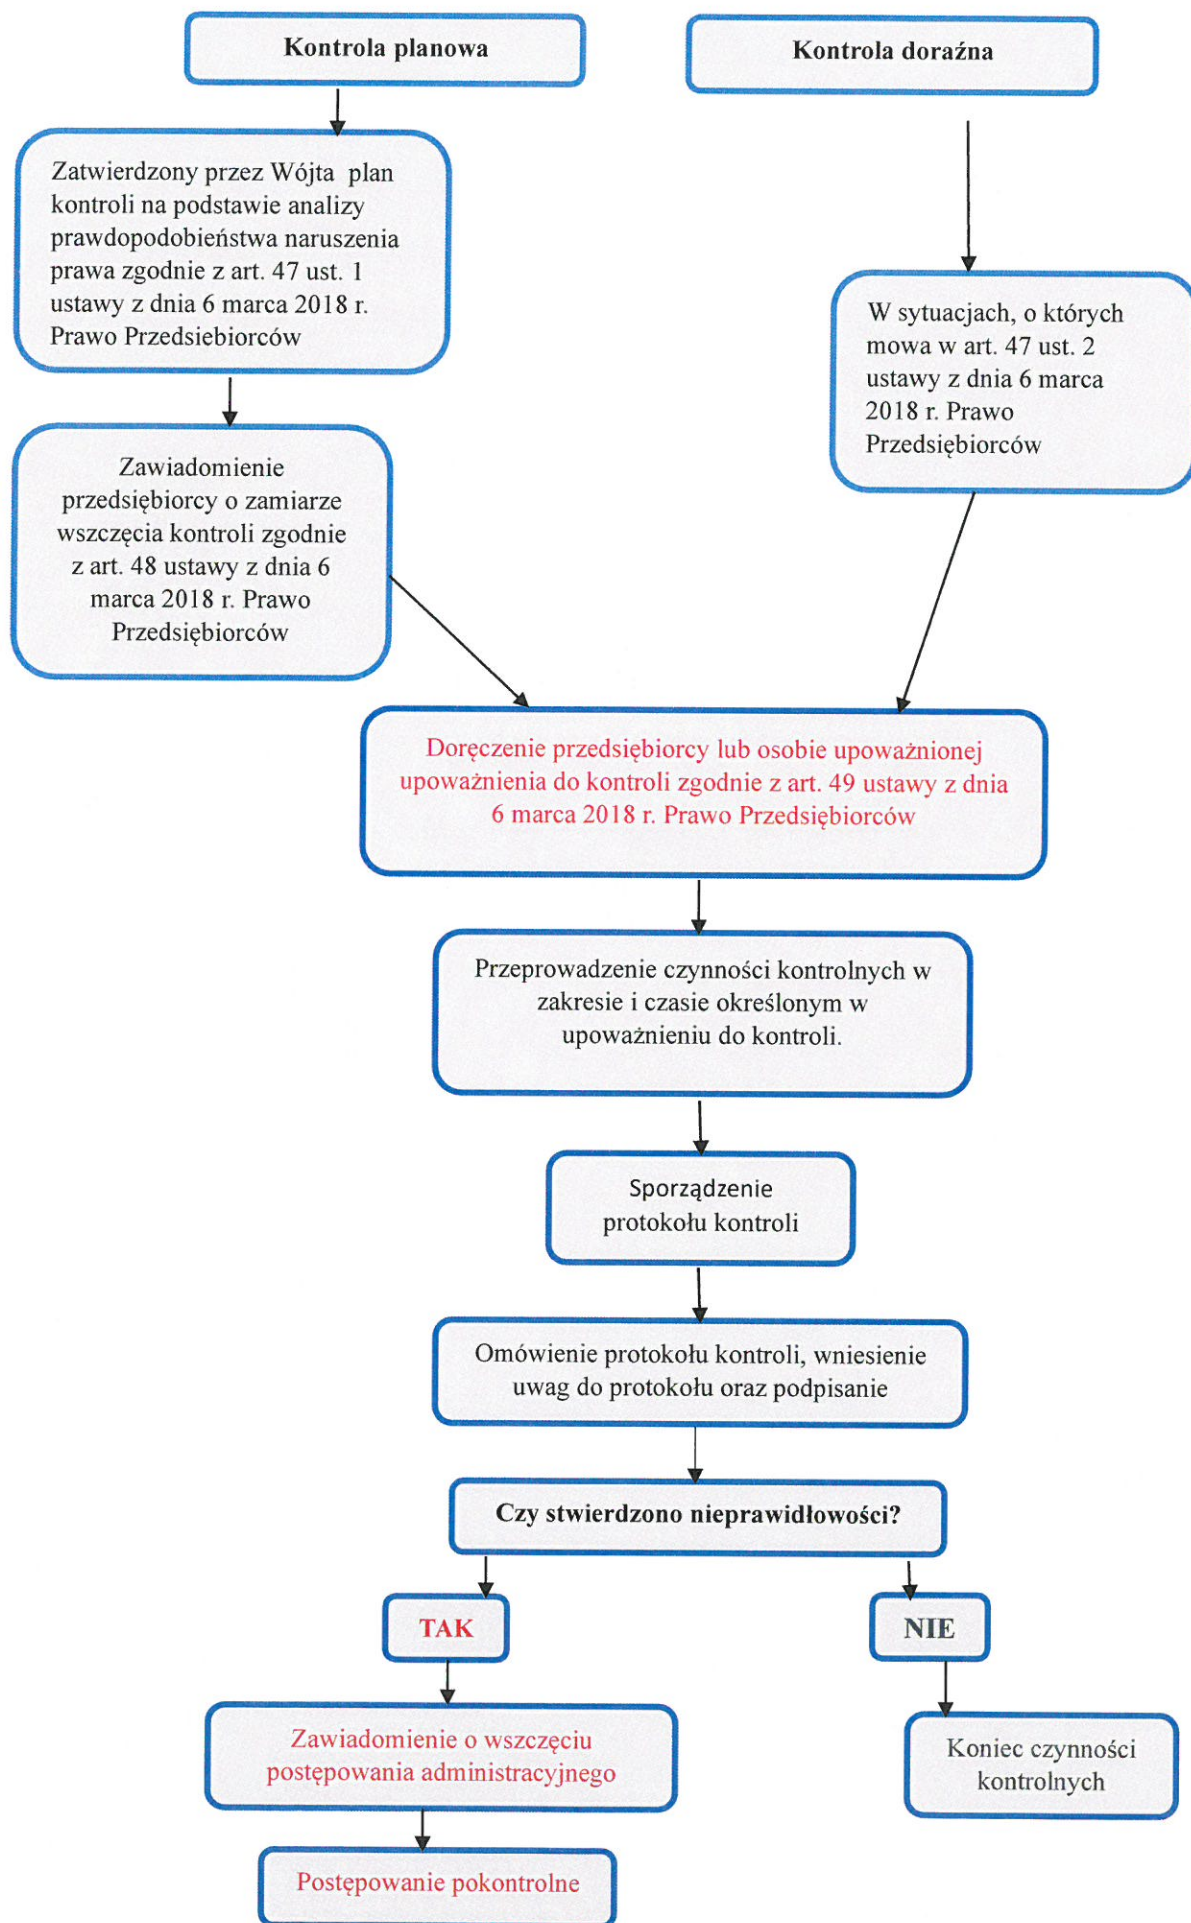 Kontrola planowa
Kontrola doraźna
Zatwierdzony przez Wójta plan
kontroli na podstawie analizy
prawdopodobieństwa naruszenia
prawa zgodnie z art. 47 ust. 1
ustawy z dnia 6 marca 2018 r.
Prawo Przedsiebiorców
W sytuacjach, o których
mowa w art. 47 ust. 2
ustawy z dnia 6 marca
2018 r. Prawo
Przedsiębiorców
Zawiadomienie
przedsiębiorcy o zamiarze
wszczęcia kontroli zgodnie
z art. 48 ustawy z dnia 6
marca 2018 r. Prawo
Przedsiębiorców
Doręczenie przedsiębiorcy lub osobie upoważnionej
upoważnienia do kontroli zgodnie z art. 49 ustawy z dnia
6 marca 2018 r. Prawo Przedsiębiorców
Przeprowadzenie czynności kontrolnych w
zakresie i czasie określonym w
upoważnieniu do kontroli.
Sporządzenie
protokołu kontroli
Omówienie protokołu kontroli, wniesienie
uwag do protokołu oraz podpisanie
Czy stwierdzono nieprawidłowości?
TAK
NIE
Zawiadomienie o wszczęciu
postępowania administracyjnego
Koniec czynności
kontrolnych
Postępowanie pokontrolne